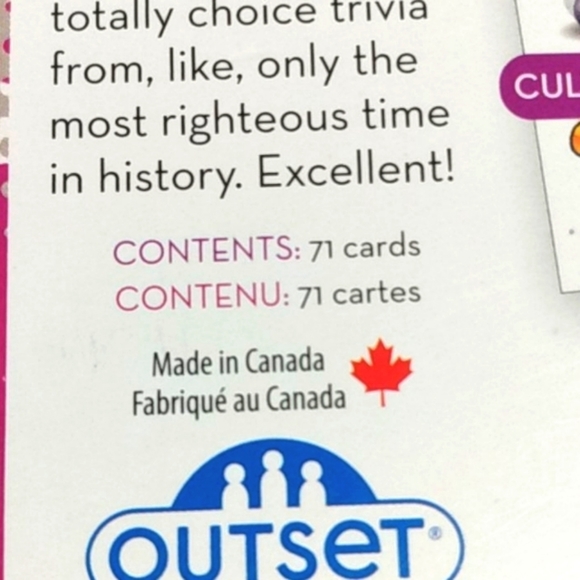 totally choice trivia
from, like, only the
most righteous time
in history. Excellent!
CUL
CONTENTS: 71 cards
CONTENU: 71 cartes
Made in Canada
Fabriqué au Canada
OUTSET®